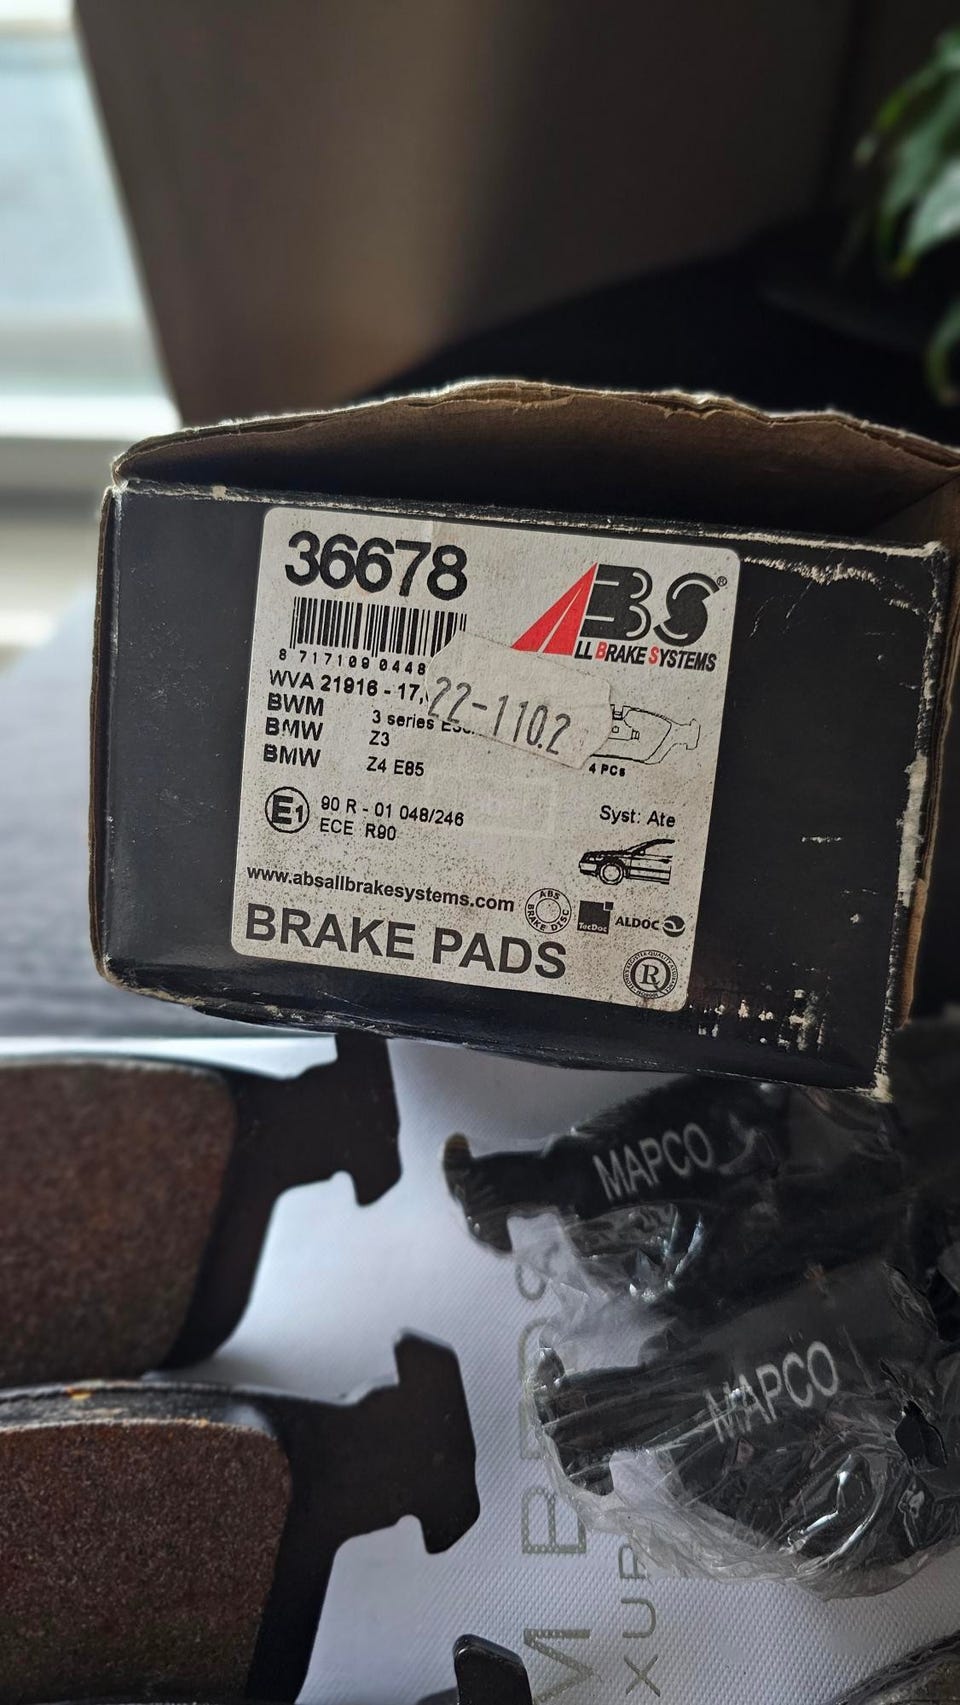 36678
ABS®
ALL BRAKE SYSTEMS
8 717109 0448
WVA 21916 - 17,
22-110.2
BWM 3 series
BMW Z3
BMW Z4 E85
4 PCs
E1 90 R - 01 048/246
ECE R90
Syst: Ate
www.absallbrakesystems.com
ABS BRAKE DISC
TecDoc
ALDOC
R
BRAKE PADS
MAPCO
MAPCO